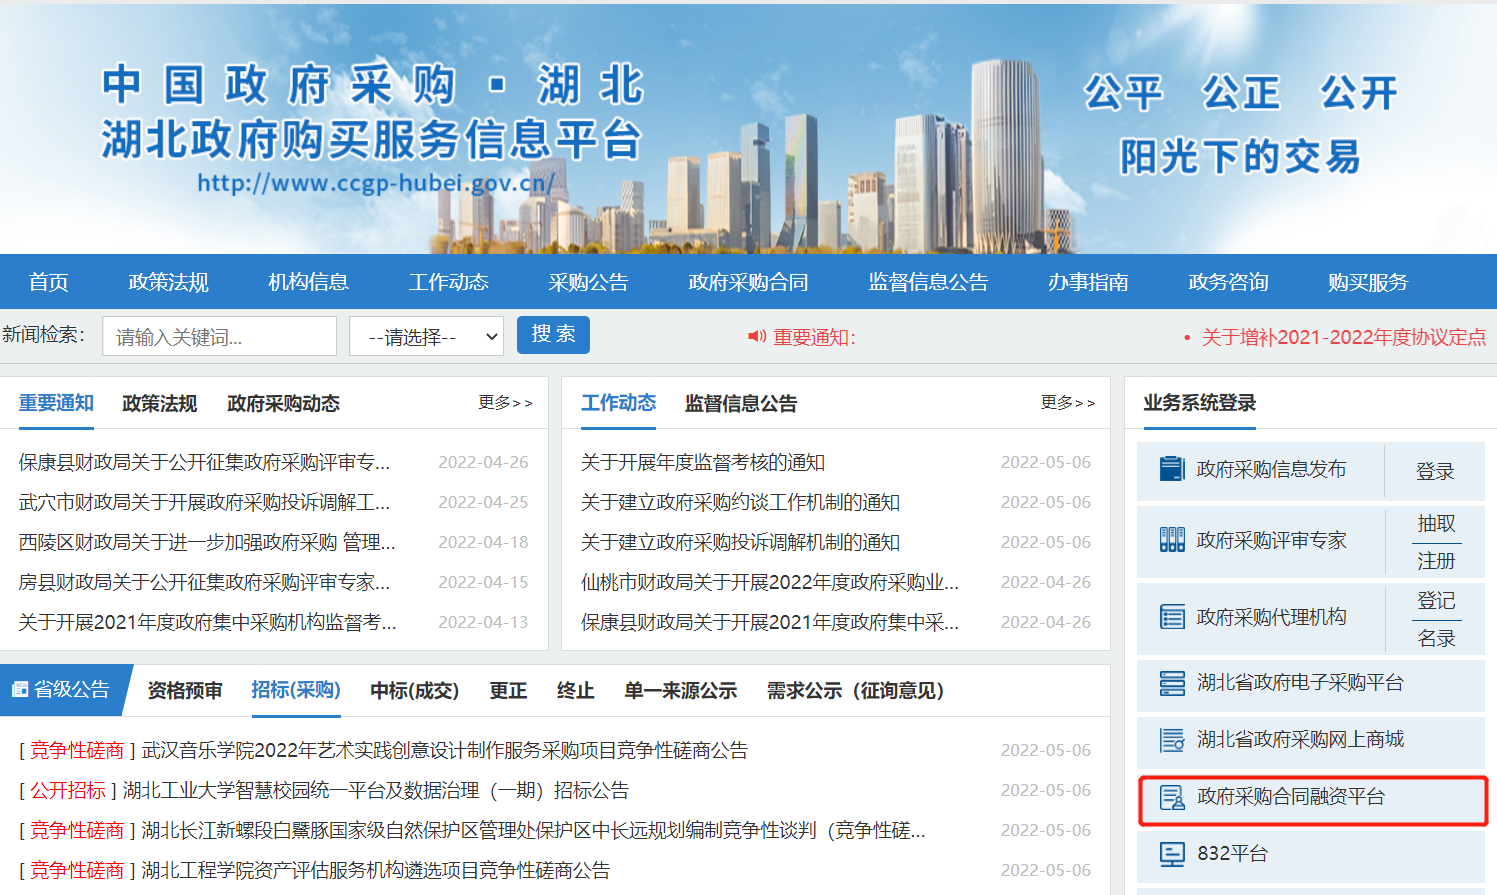 中国政府采购·湖北
湖北政府购买服务信息平台
http://www.ccgp-hubei.gov.cn/
公平 公正 公开
阳光下的交易
首页 政策法规 机构信息 工作动态 采购公告 政府采购合同 监督信息公告 办事指南 政务咨询 购买服务
新闻检索： 请输入关键词... --请选择-- 搜 索 重要通知： • 关于增补2021-2022年度协议定点
重要通知 政策法规 政府采购动态 更多>>
保康县财政局关于公开征集政府采购评审专... 2022-04-26
武穴市财政局关于开展政府采购投诉调解工... 2022-04-25
西陵区财政局关于进一步加强政府采购 管理... 2022-04-18
房县财政局关于公开征集政府采购评审专家... 2022-04-15
关于开展2021年度政府集中采购机构监督考... 2022-04-13
工作动态 监督信息公告 更多>>
关于开展年度监督考核的通知 2022-05-06
关于建立政府采购约谈工作机制的通知 2022-05-06
关于建立政府采购投诉调解机制的通知 2022-05-06
仙桃市财政局关于开展2022年度政府采购业... 2022-04-26
保康县财政局关于开展2021年度政府集中采... 2022-04-26
省级公告 资格预审 招标(采购) 中标(成交) 更正 终止 单一来源公示 需求公示（征询意见）
[ 竞争性磋商 ] 武汉音乐学院2022年艺术实践创意设计制作服务采购项目竞争性磋商公告 2022-05-06
[ 公开招标 ] 湖北工业大学智慧校园统一平台及数据治理（一期）招标公告 2022-05-06
[ 竞争性磋商 ] 湖北长江新螺段白鱀豚国家级自然保护区管理处保护区中长远规划编制竞争性谈判（竞争性磋... 2022-05-06
[ 竞争性磋商 ] 湖北工程学院资产评估服务机构遴选项目竞争性磋商公告 2022-05-06
业务系统登录
政府采购信息发布 登录
政府采购评审专家 抽取
注册
政府采购代理机构 登记
名录
湖北省政府电子采购平台
湖北省政府采购网上商城
政府采购合同融资平台
832平台